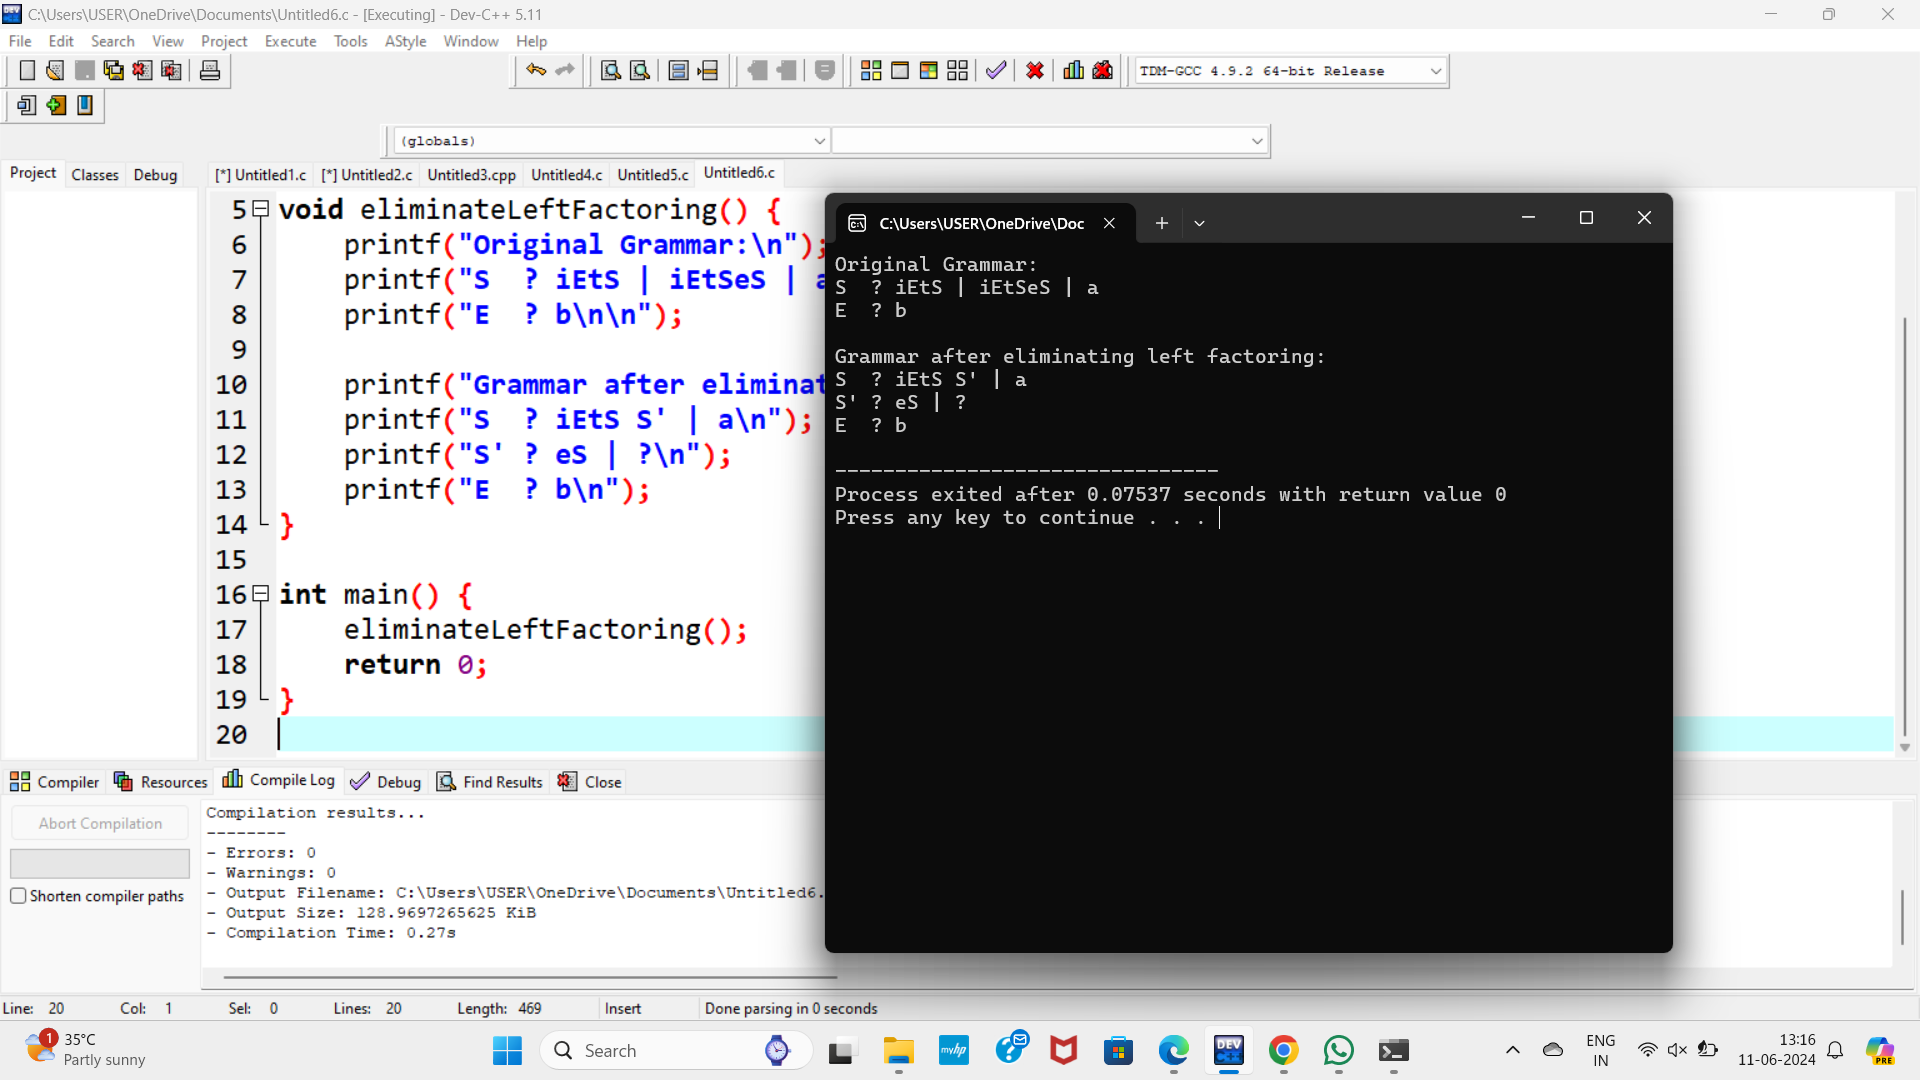 C:\Users\USER\OneDrive\Documents\Untitled6.c - [Executing] - Dev-C++ 5.11
File Edit Search View Project Execute Tools AStyle Window Help
TDM-GCC 4.9.2 64-bit Release
(globals)
Project Classes Debug
[*] Untitled1.c [*] Untitled2.c Untitled3.cpp Untitled4.c Untitled5.c Untitled6.c
5 void eliminateLeftFactoring() {
6 printf("Original Grammar:\n");
7 printf("S  ? iEtS | iEtSeS |
8 printf("E  ? b\n\n");
9
10 printf("Grammar after eliminat
11 printf("S  ? iEtS S' | a\n");
12 printf("S' ? eS | ?\n");
13 printf("E  ? b\n");
14 }
15
16 int main() {
17 eliminateLeftFactoring();
18 return 0;
19 }
20
C:\Users\USER\OneDrive\Doc
Original Grammar:
S  ? iEtS | iEtSeS | a
E  ? b
Grammar after eliminating left factoring:
S  ? iEtS S' | a
S' ? eS | ?
E  ? b
--------------------------------
Process exited after 0.07537 seconds with return value 0
Press any key to continue . . .
Compiler Resources Compile Log Debug Find Results Close
Abort Compilation
Shorten compiler paths
Compilation results...
--------
- Errors: 0
- Warnings: 0
- Output Filename: C:\Users\USER\OneDrive\Documents\Untitled6.
- Output Size: 128.9697265625 KiB
- Compilation Time: 0.27s
Line: 20 Col: 1 Sel: 0 Lines: 20 Length: 469 Insert Done parsing in 0 seconds
1
35°C
Partly sunny
Search
myhp
DEV
C++
PRE
ENG
IN
13:16
11-06-2024